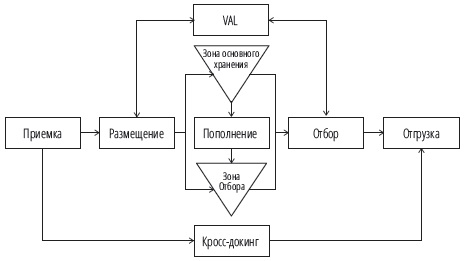 VAL
Зона основного
хранения
Приемка
Размещение
Пополнение
Отбор
Отгрузка
Зона
Отбора
Кросс-докинг